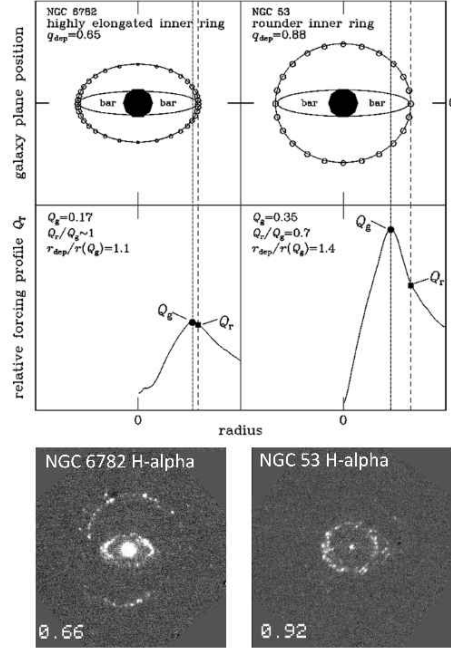 NGC 6782
highly elongated inner ring
q_dep=0.65
NGC 53
rounder inner ring
q_dep=0.88
galaxy plane position
bar bar
bar bar
Q_g=0.17
Q_r/Q_g~1
r_dep/r(Q_g)=1.1
Q_g=0.35
Q_r/Q_g=0.7
r_dep/r(Q_g)=1.4
relative forcing profile Q_T
Q_g
Q_r
Q_g
Q_r
0
0
radius
NGC 6782 H-alpha
NGC 53 H-alpha
0.66
0.92